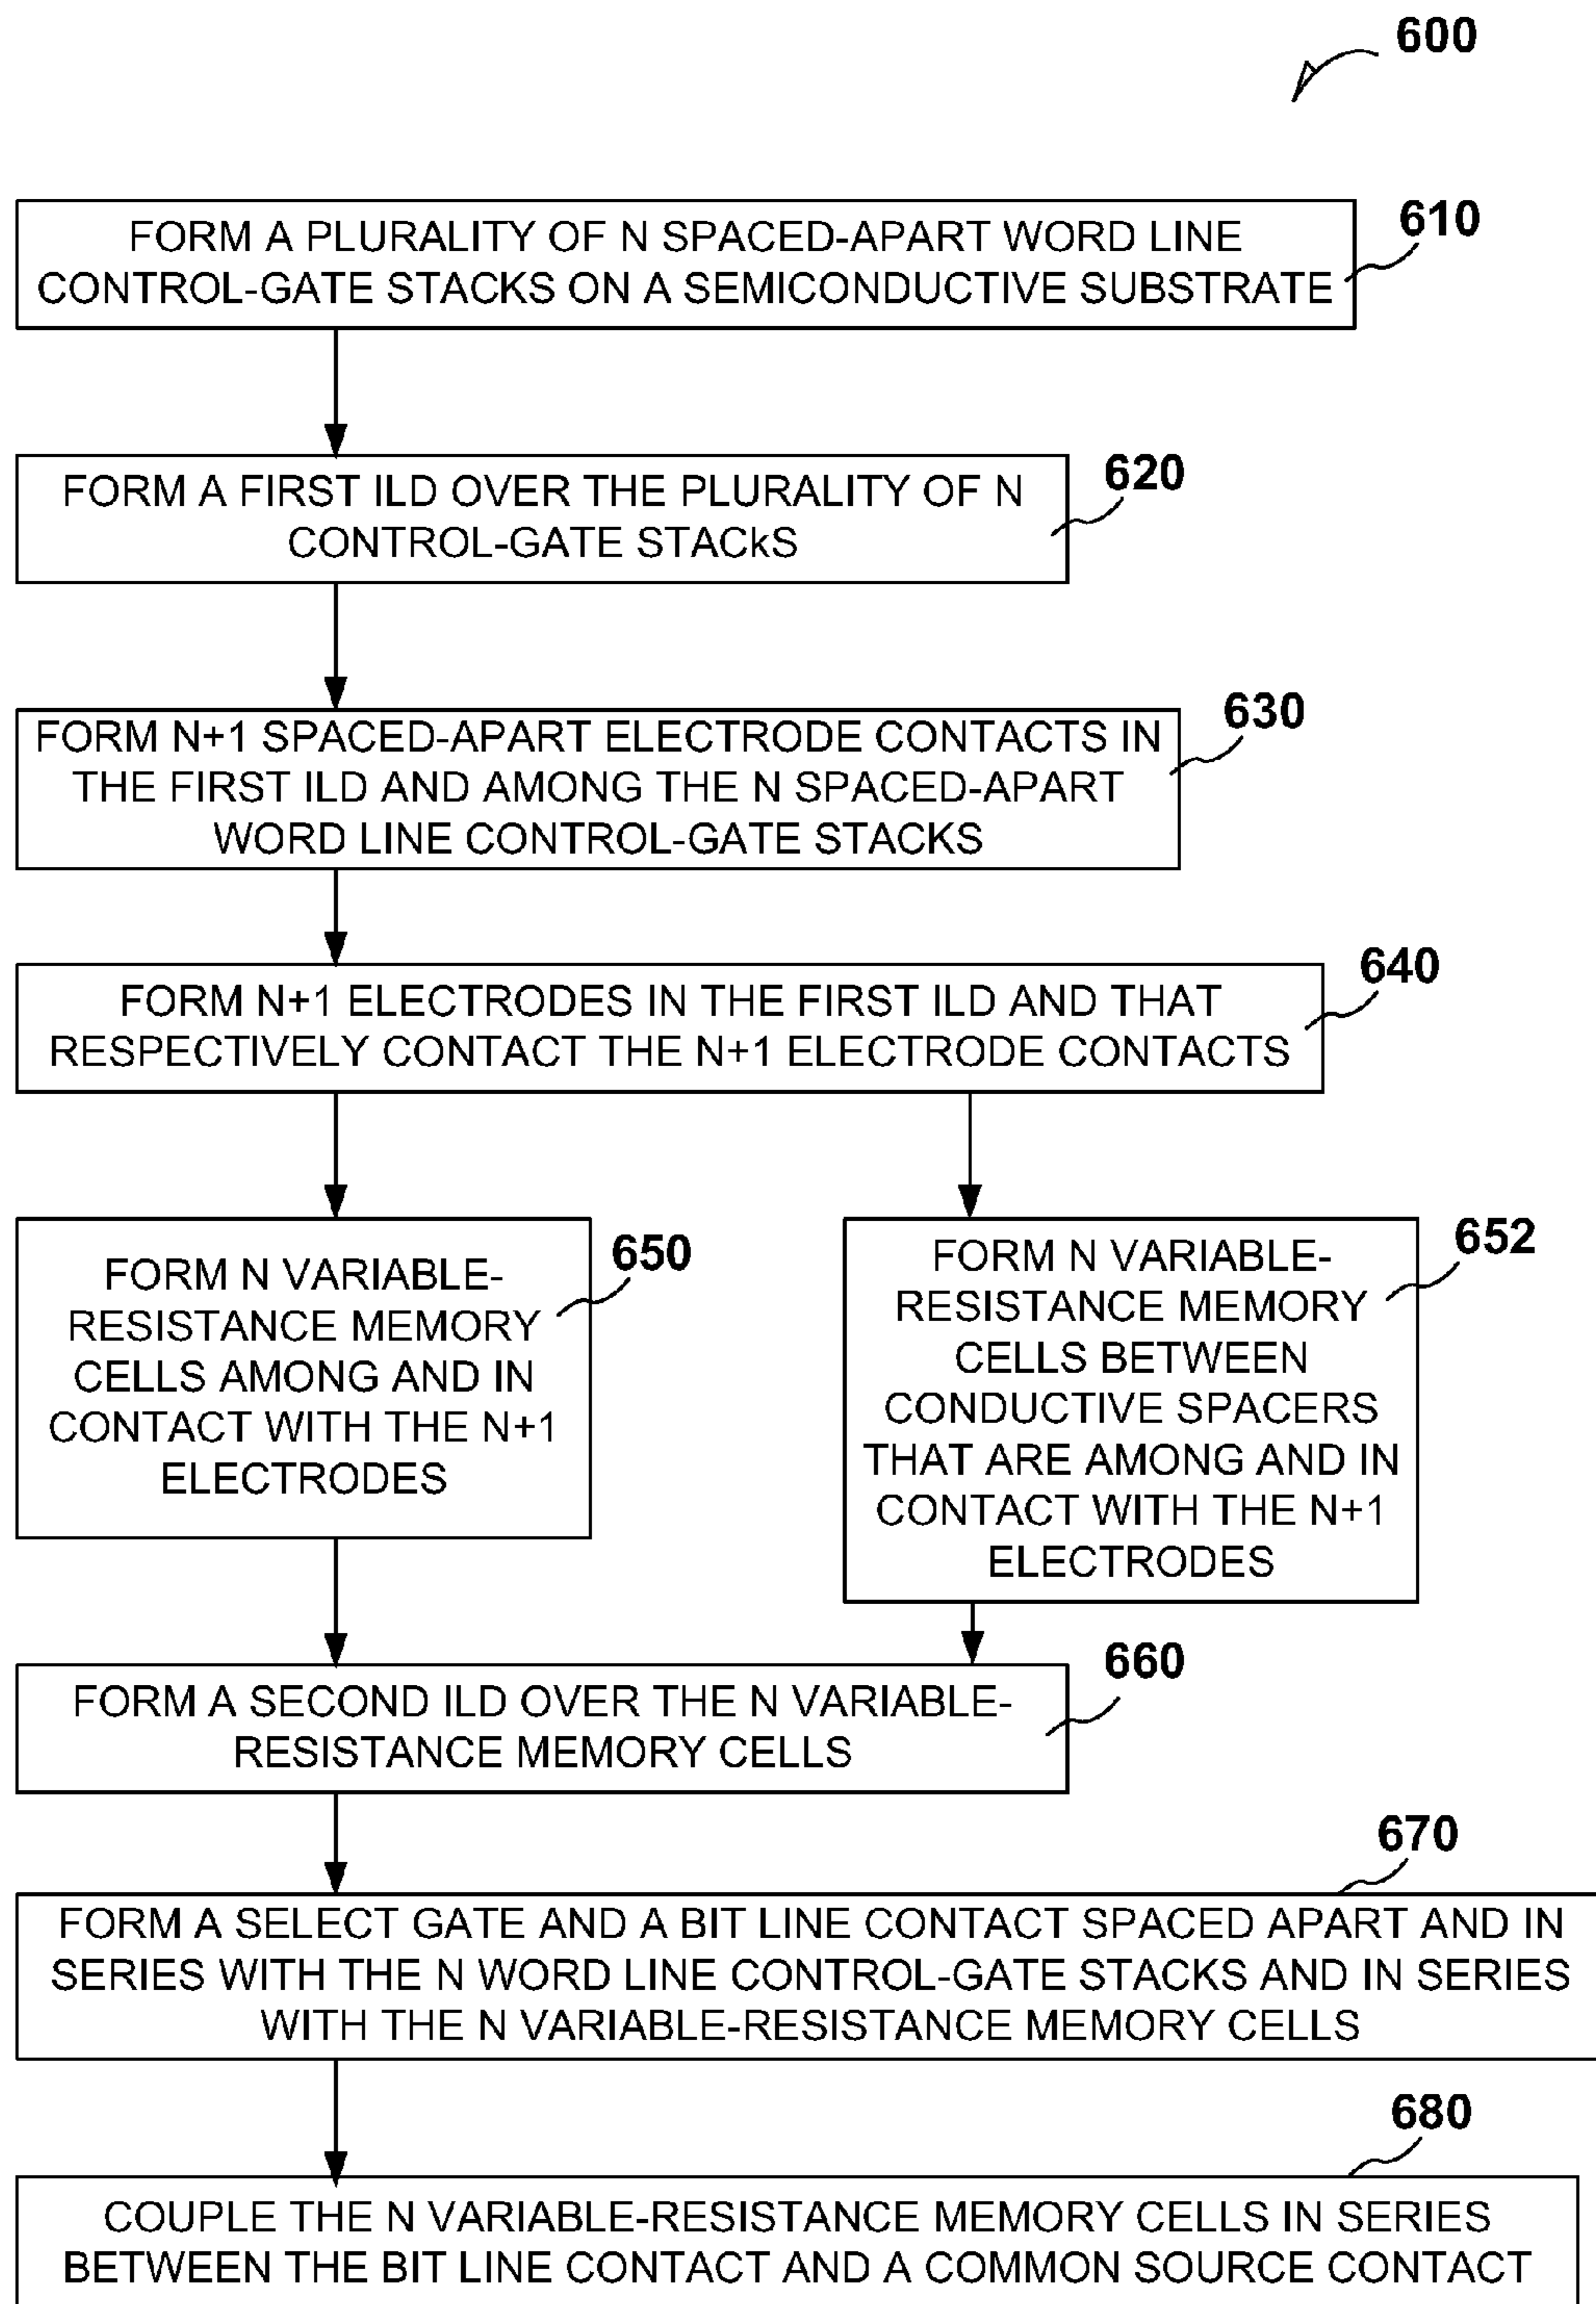 600
FORM A PLURALITY OF N SPACED-APART WORD LINE
CONTROL-GATE STACKS ON A SEMICONDUCTIVE SUBSTRATE
610
FORM A FIRST ILD OVER THE PLURALITY OF N
CONTROL-GATE STACkS
620
FORM N+1 SPACED-APART ELECTRODE CONTACTS IN
THE FIRST ILD AND AMONG THE N SPACED-APART
WORD LINE CONTROL-GATE STACKS
630
FORM N+1 ELECTRODES IN THE FIRST ILD AND THAT
RESPECTIVELY CONTACT THE N+1 ELECTRODE CONTACTS
640
FORM N VARIABLE-
RESISTANCE MEMORY
CELLS AMONG AND IN
CONTACT WITH THE N+1
ELECTRODES
650
FORM N VARIABLE-
RESISTANCE MEMORY
CELLS BETWEEN
CONDUCTIVE SPACERS
THAT ARE AMONG AND IN
CONTACT WITH THE N+1
ELECTRODES
652
FORM A SECOND ILD OVER THE N VARIABLE-
RESISTANCE MEMORY CELLS
660
670
FORM A SELECT GATE AND A BIT LINE CONTACT SPACED APART AND IN
SERIES WITH THE N WORD LINE CONTROL-GATE STACKS AND IN SERIES
WITH THE N VARIABLE-RESISTANCE MEMORY CELLS
680
COUPLE THE N VARIABLE-RESISTANCE MEMORY CELLS IN SERIES
BETWEEN THE BIT LINE CONTACT AND A COMMON SOURCE CONTACT